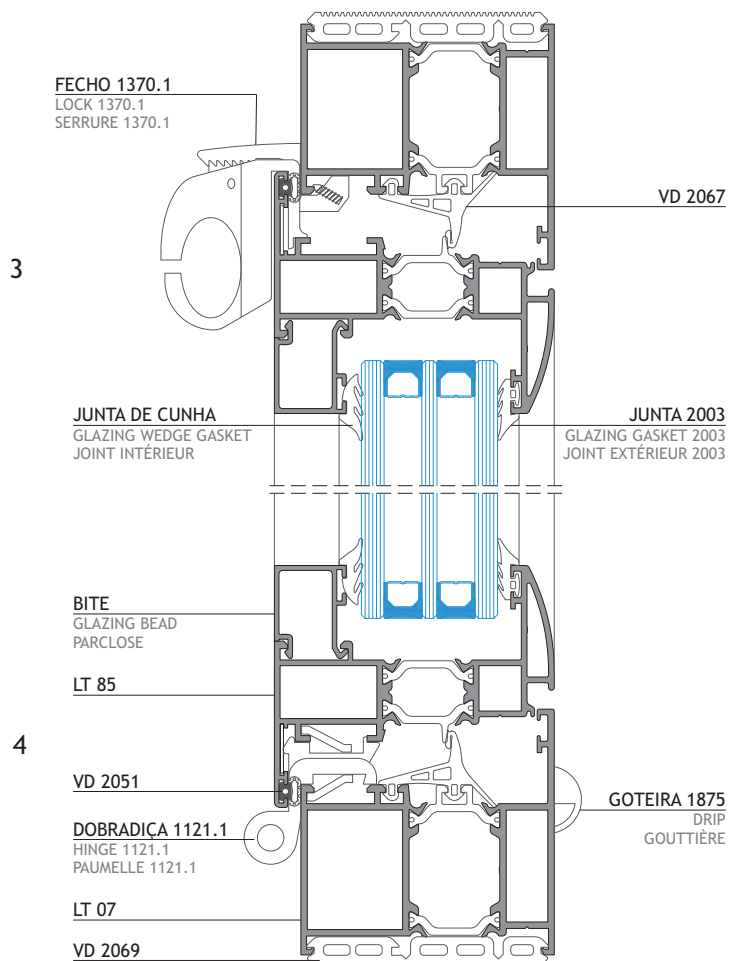 FECHO 1370.1
LOCK 1370.1
SERRURE 1370.1
VD 2067
3
JUNTA DE CUNHA
GLAZING WEDGE GASKET
JOINT INTÉRIEUR
JUNTA 2003
GLAZING GASKET 2003
JOINT EXTÉRIEUR 2003
BITE
GLAZING BEAD
PARCLOSE
LT 85
4
VD 2051
GOTEIRA 1875
DRIP
GOUTTIÈRE
DOBRADIÇA 1121.1
HINGE 1121.1
PAUMELLE 1121.1
LT 07
VD 2069